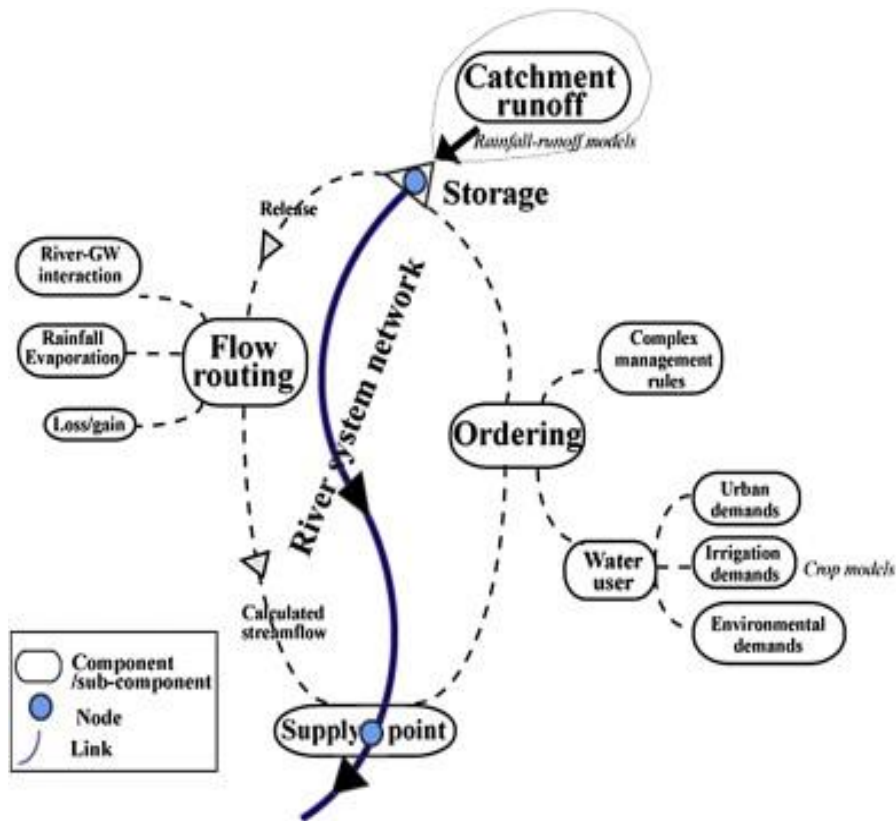 Catchment
runoff
Rainfall-runoff models
Storage
Release
River-GW
interaction
Rainfall
Evaporation
Loss/gain
Flow
routing
River system network
Complex
management
rules
Ordering
Urban
demands
Water
user
Irrigation
demands
Crop models
Environmental
demands
Calculated
streamflow
Supply point
Component
/sub-component
Node
Link